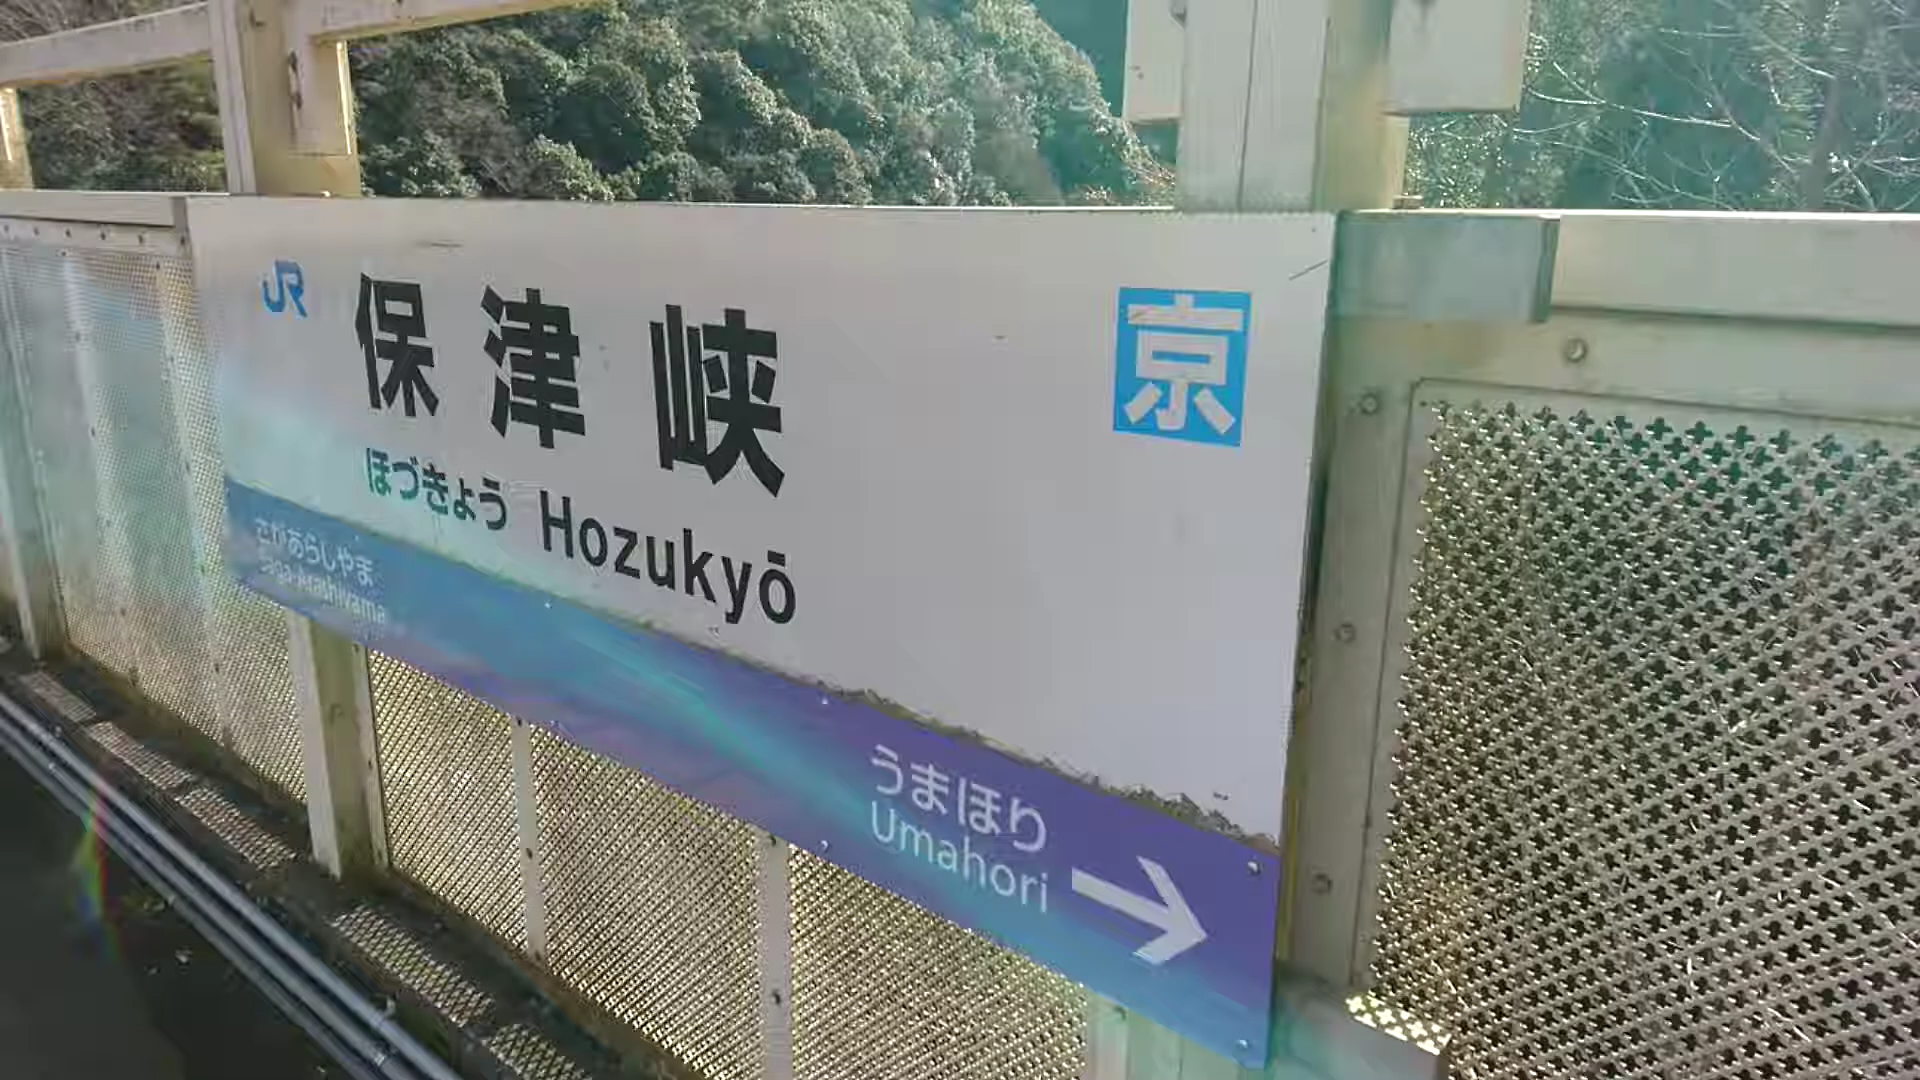 JR
保津峡
京
ほづきょう Hozukyō
さがあらしやま
Saga-Arashiyama
うまほり
Umahori